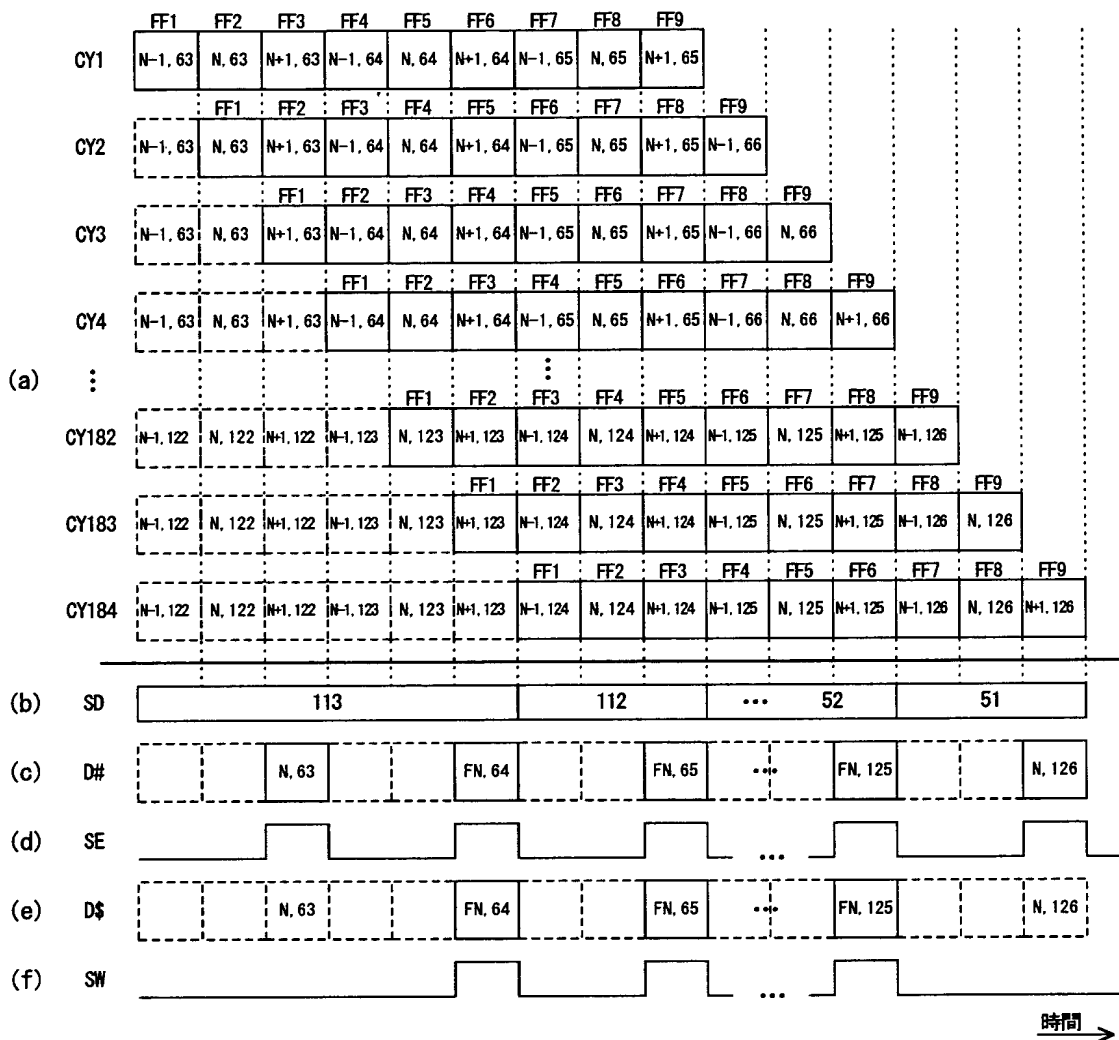 FF1 FF2 FF3 FF4 FF5 FF6 FF7 FF8 FF9
CY1 N-1, 63 N, 63 N+1, 63 N-1, 64 N, 64 N+1, 64 N-1, 65 N, 65 N+1, 65
FF1 FF2 FF3 FF4 FF5 FF6 FF7 FF8 FF9
CY2 N-1, 63 N, 63 N+1, 63 N-1, 64 N, 64 N+1, 64 N-1, 65 N, 65 N+1, 65 N-1, 66
FF1 FF2 FF3 FF4 FF5 FF6 FF7 FF8 FF9
CY3 N-1, 63 N, 63 N+1, 63 N-1, 64 N, 64 N+1, 64 N-1, 65 N, 65 N+1, 65 N-1, 66 N, 66
FF1 FF2 FF3 FF4 FF5 FF6 FF7 FF8 FF9
CY4 N-1, 63 N, 63 N+1, 63 N-1, 64 N, 64 N+1, 64 N-1, 65 N, 65 N+1, 65 N-1, 66 N, 66 N+1, 66
(a) ⋮ ⋮
FF1 FF2 FF3 FF4 FF5 FF6 FF7 FF8 FF9
CY182 N-1, 122 N, 122 N+1, 122 N-1, 123 N, 123 N+1, 123 N-1, 124 N, 124 N+1, 124 N-1, 125 N, 125 N+1, 125 N-1, 126
FF1 FF2 FF3 FF4 FF5 FF6 FF7 FF8 FF9
CY183 N-1, 122 N, 122 N+1, 122 N-1, 123 N, 123 N+1, 123 N-1, 124 N, 124 N+1, 124 N-1, 125 N, 125 N+1, 125 N-1, 126 N, 126
FF1 FF2 FF3 FF4 FF5 FF6 FF7 FF8 FF9
CY184 N-1, 122 N, 122 N+1, 122 N-1, 123 N, 123 N+1, 123 N-1, 124 N, 124 N+1, 124 N-1, 125 N, 125 N+1, 125 N-1, 126 N, 126 N+1, 126
(b) SD 113 112 ⋯ 52 51
(c) D# N, 63 FN, 64 FN, 65 ⋯ FN, 125 N, 126
(d) SE ⋯
(e) D$ N, 63 FN, 64 FN, 65 ⋯ FN, 125 N, 126
(f) SW ⋯
時間